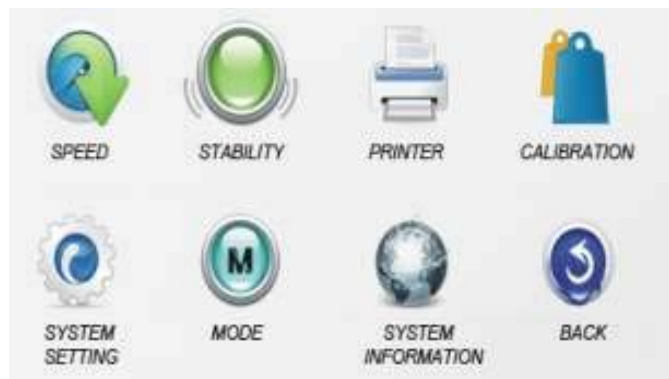 SPEED
STABILITY
PRINTER
CALIBRATION
SYSTEM
SETTING
M
MODE
SYSTEM
INFORMATION
BACK